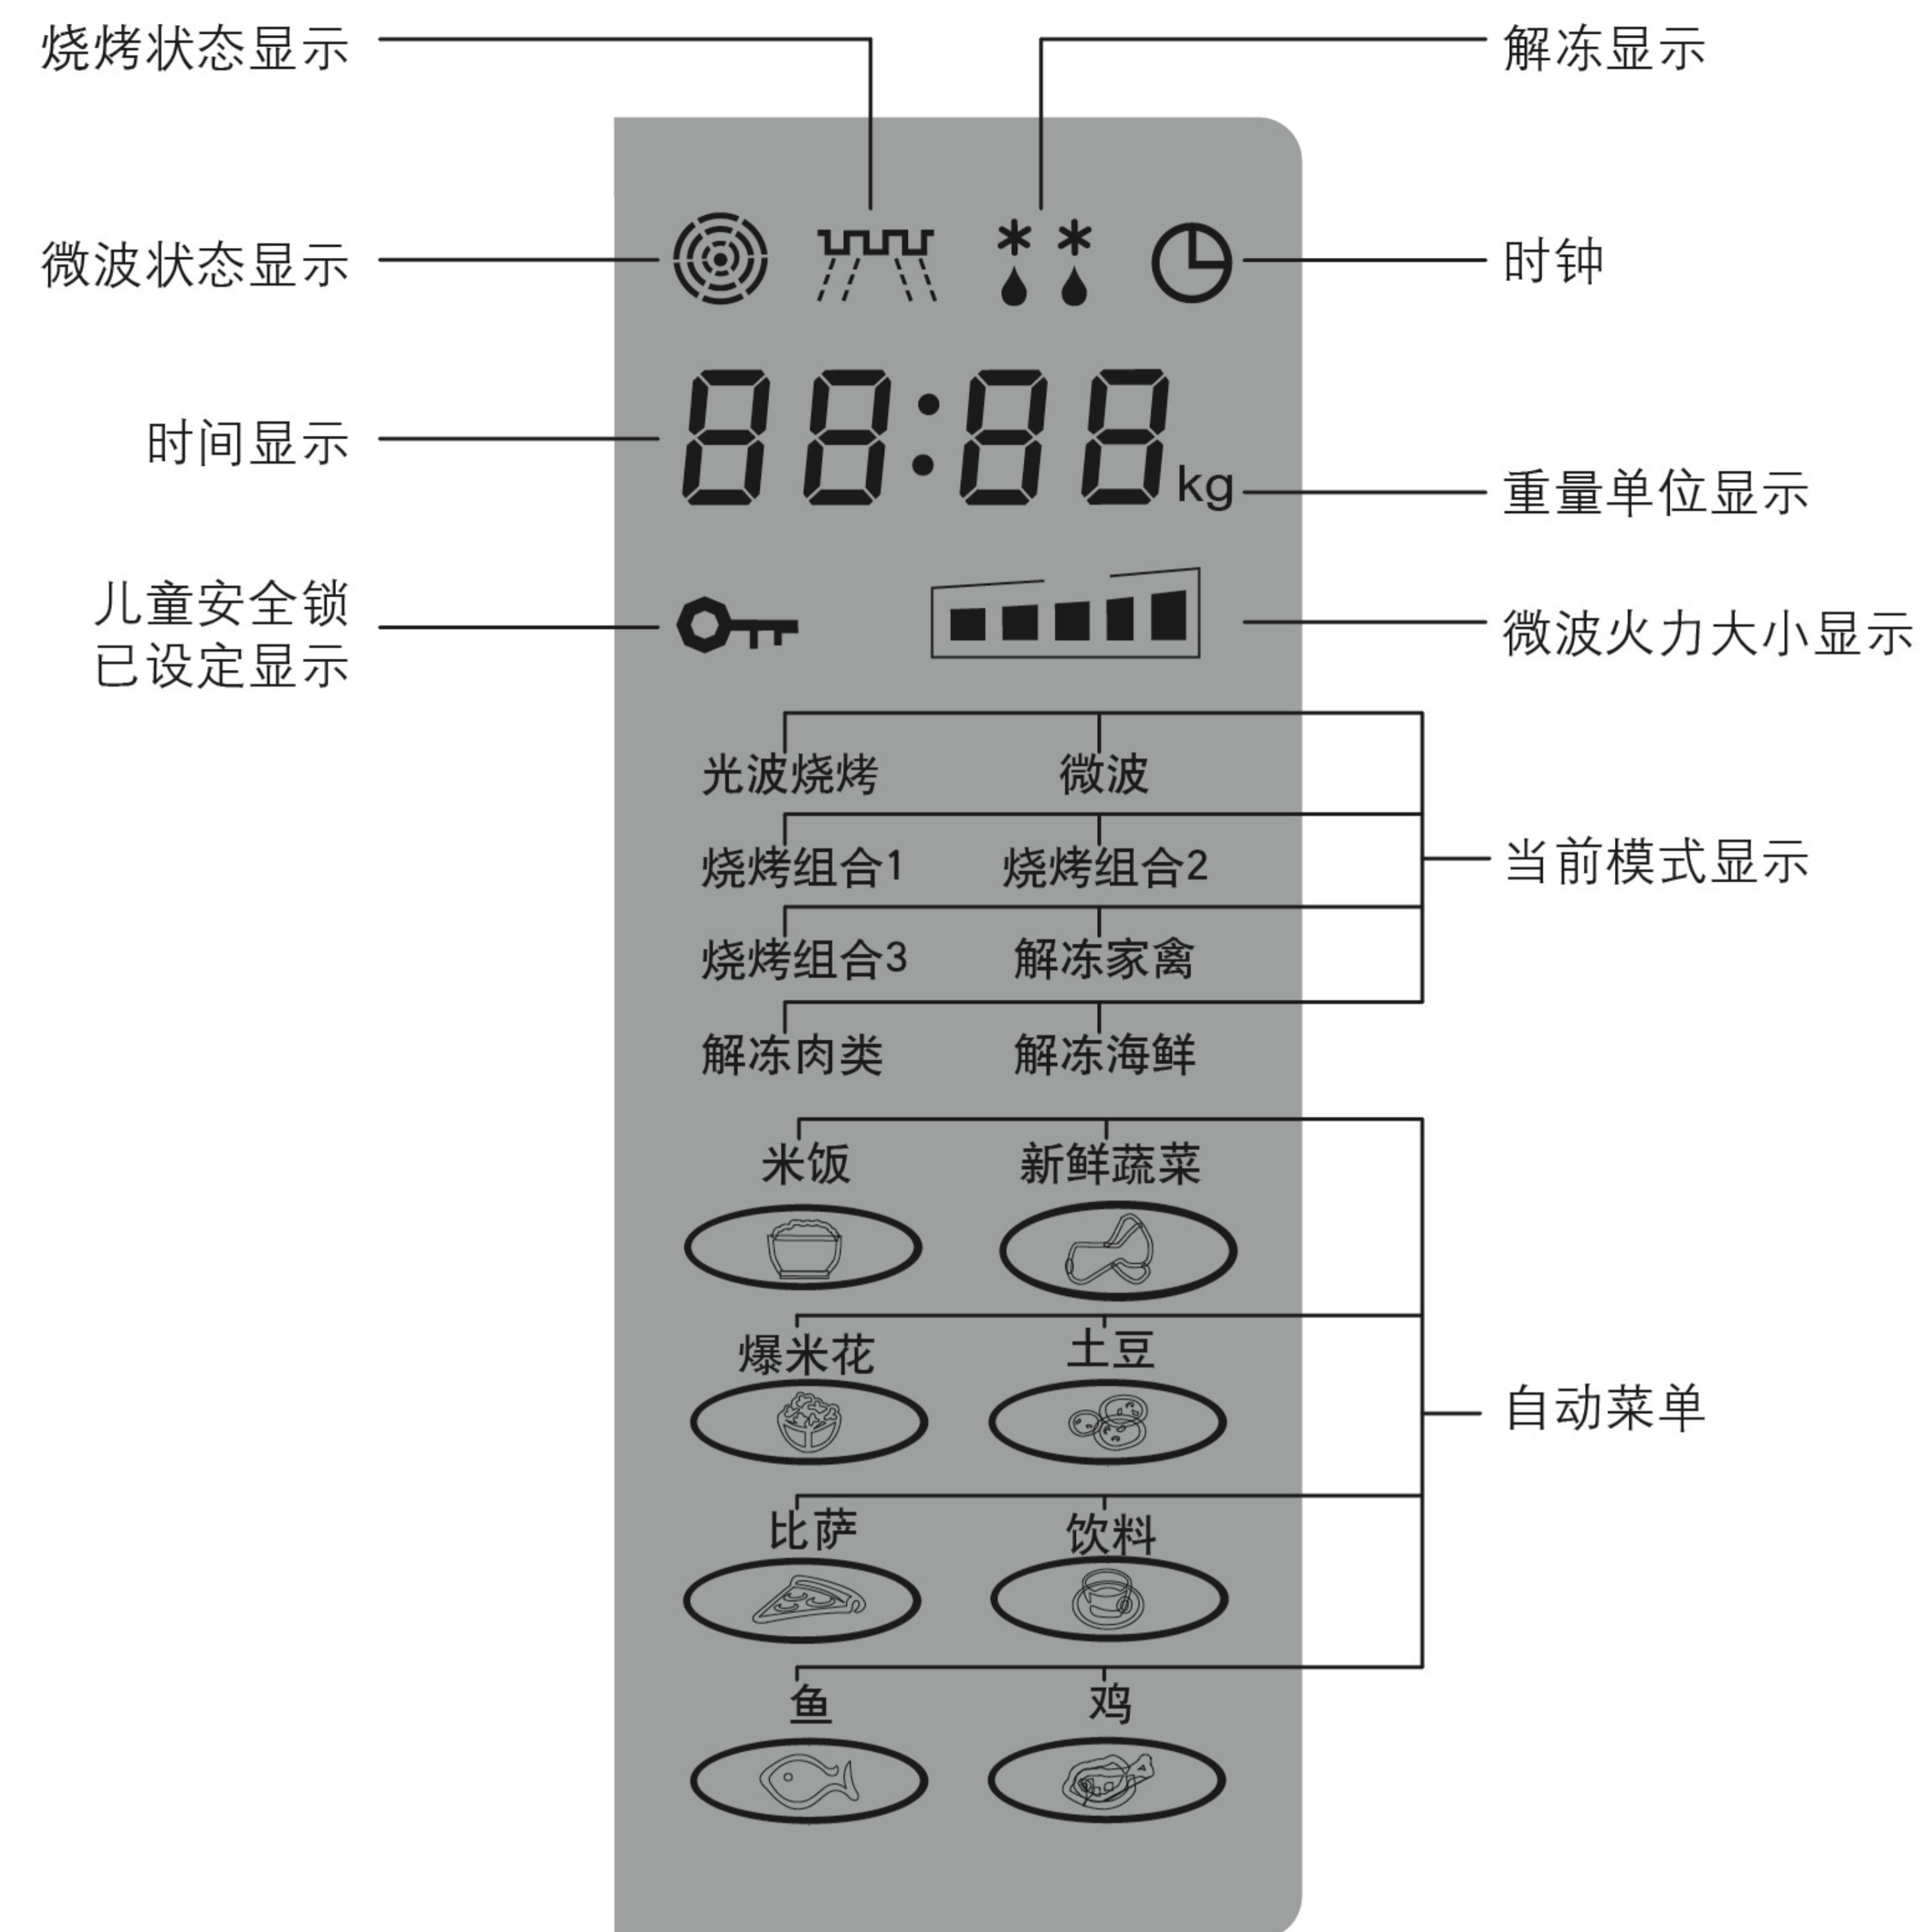 烧烤状态显示
解冻显示
微波状态显示
时钟
88:88
时间显示
kg
重量单位显示
儿童安全锁
已设定显示
微波火力大小显示
光波烧烤 微波
烧烤组合1 烧烤组合2
当前模式显示
烧烤组合3 解冻家禽
解冻肉类 解冻海鲜
米饭 新鲜蔬菜
爆米花 土豆
自动菜单
比萨 饮料
鱼 鸡